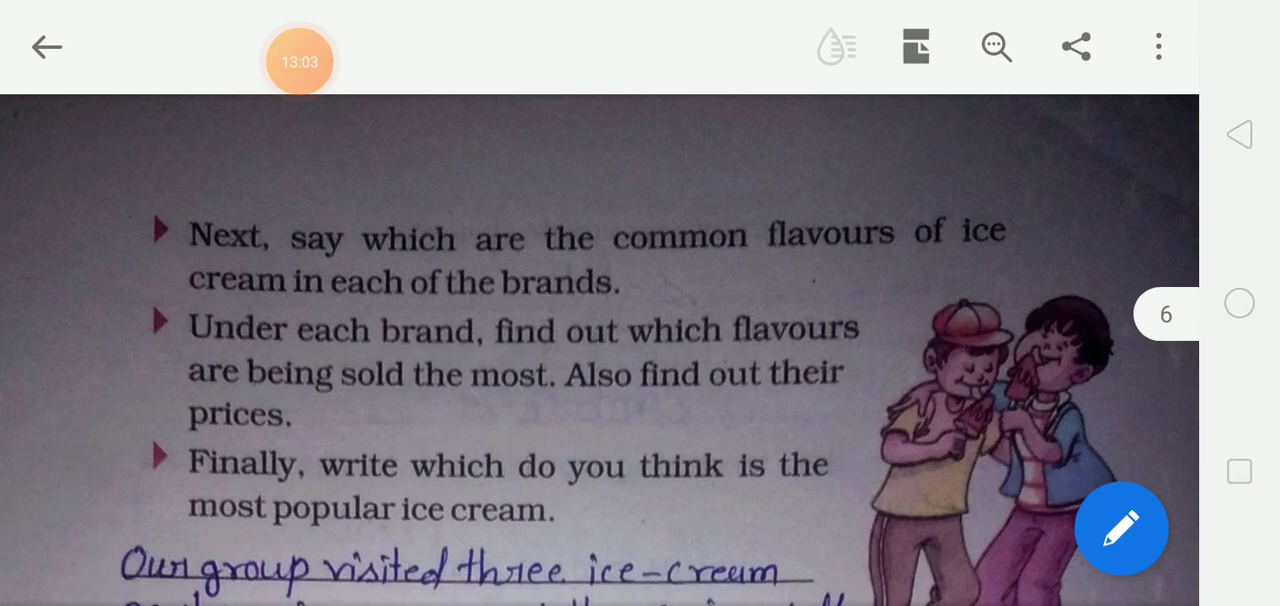 13:03
Next, say which are the common flavours of ice
cream in each of the brands.
6
Under each brand, find out which flavours
are being sold the most. Also find out their
prices.
Finally, write which do you think is the
most popular ice cream.
Our group visited three ice-cream